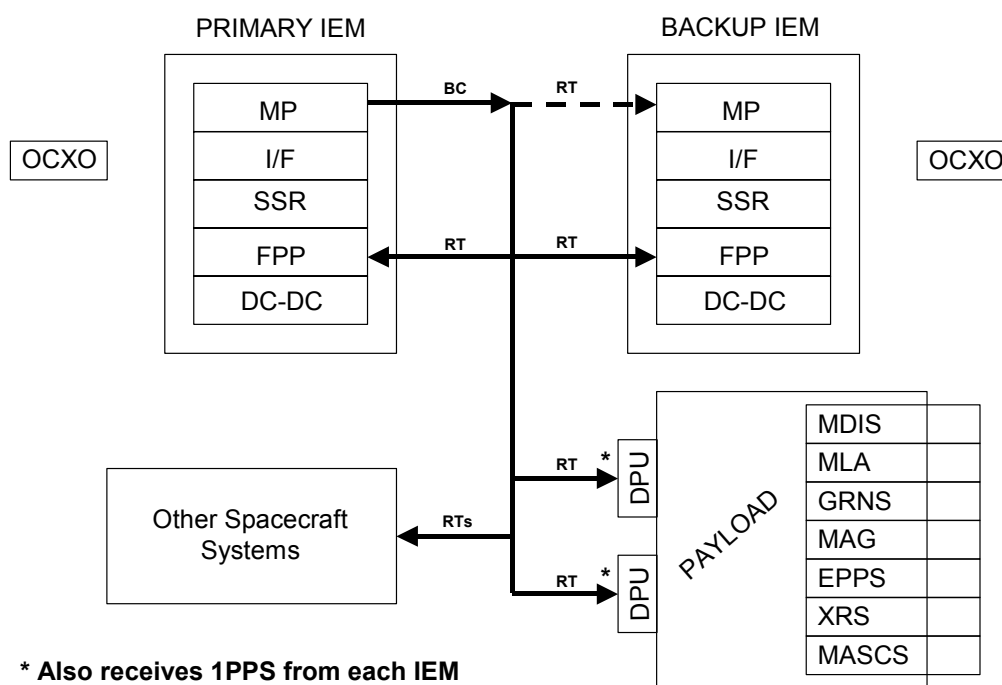 PRIMARY IEM
BACKUP IEM
BC
RT
MP
I/F
SSR
FPP
DC-DC
MP
I/F
SSR
FPP
DC-DC
OCXO
OCXO
RT
RT
MDIS
MLA
GRNS
MAG
EPPS
XRS
MASCS
PAYLOAD
RT
*
DPU
Other Spacecraft
Systems
RTs
RT
*
DPU
* Also receives 1PPS from each IEM